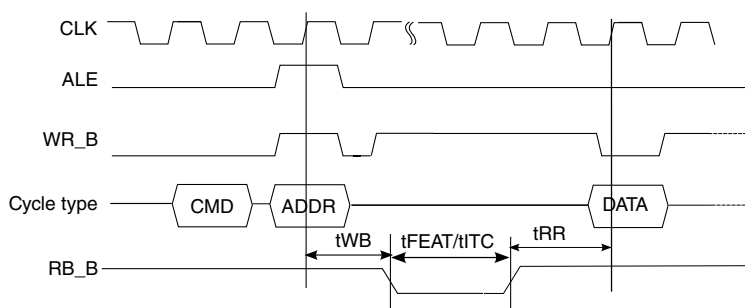 CLK
ALE
WR_B
Cycle type
CMD
ADDR
DATA
tWB
tFEAT/tITC
tRR
RB_B